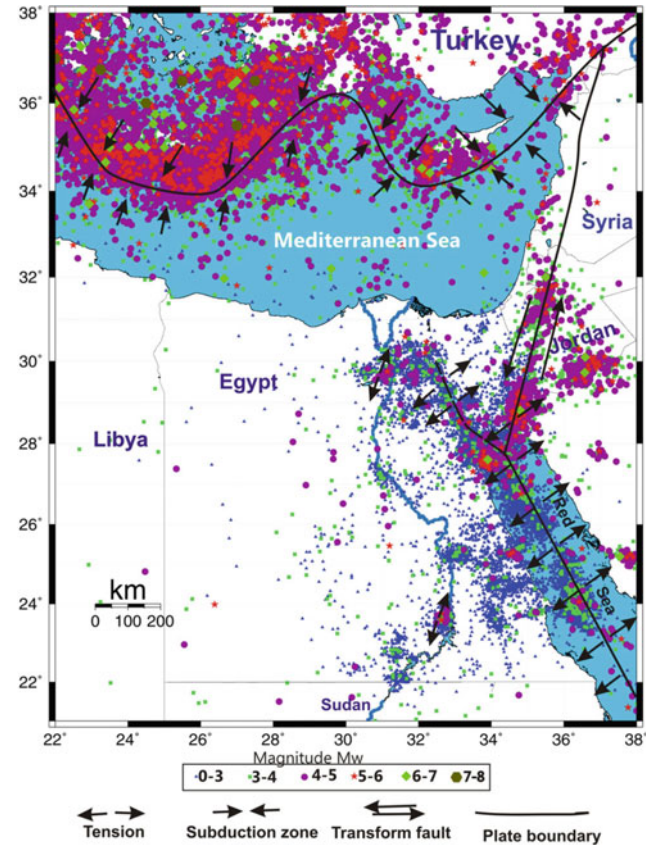 38°
36°
34°
32°
30°
28°
26°
24°
22°
Turkey
Syria
Mediterranean Sea
Jordan
Egypt
Libya
Red Sea
km
0 100 200
Sudan
22° 24° 26° 28° 30° 32° 34° 36° 38°
Magnitude Mw
0-3 3-4 4-5 5-6 6-7 7-8
Tension Subduction zone Transform fault Plate boundary